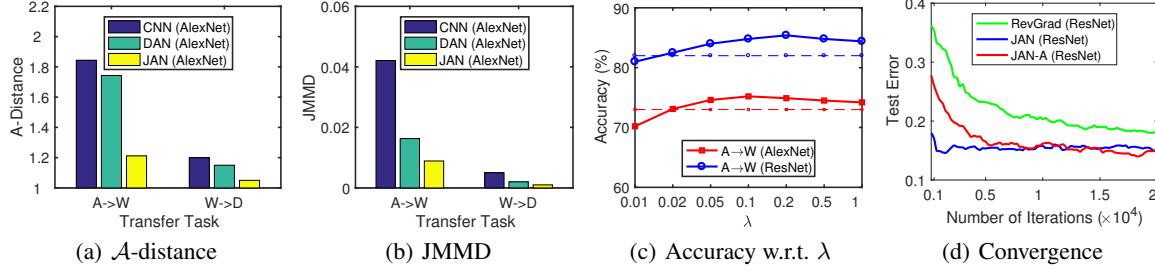 2.2
2
1.8
1.6
1.4
1.2
1
A-Distance
CNN (AlexNet)
DAN (AlexNet)
JAN (AlexNet)
A->W W->D
Transfer Task
(a) A-distance
0.06
0.04
0.02
0
JMMD
CNN (AlexNet)
DAN (AlexNet)
JAN (AlexNet)
A->W W->D
Transfer Task
(b) JMMD
90
80
70
60
Accuracy (%)
A→W (AlexNet)
A→W (ResNet)
0.01 0.02 0.05 0.1 0.2 0.5 1
λ
(c) Accuracy w.r.t. λ
0.4
0.3
0.2
0.1
Test Error
RevGrad (ResNet)
JAN (ResNet)
JAN-A (ResNet)
0.1 0.5 1 1.5 2
Number of Iterations (×10⁴)
(d) Convergence